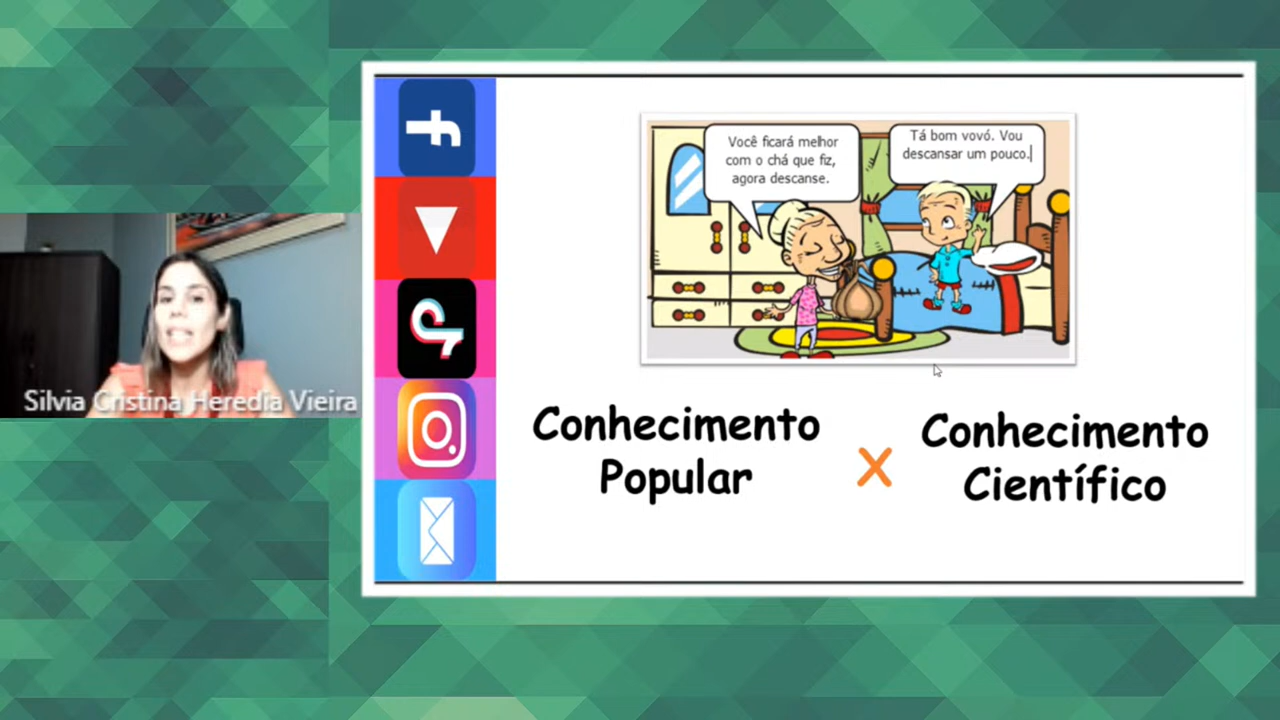 Você ficará melhor
com o chá que fiz,
agora descanse.
Tá bom vovó. Vou
descansar um pouco.
Silvia Cristina Heredia Vieira
Conhecimento
Popular
X
Conhecimento
Científico